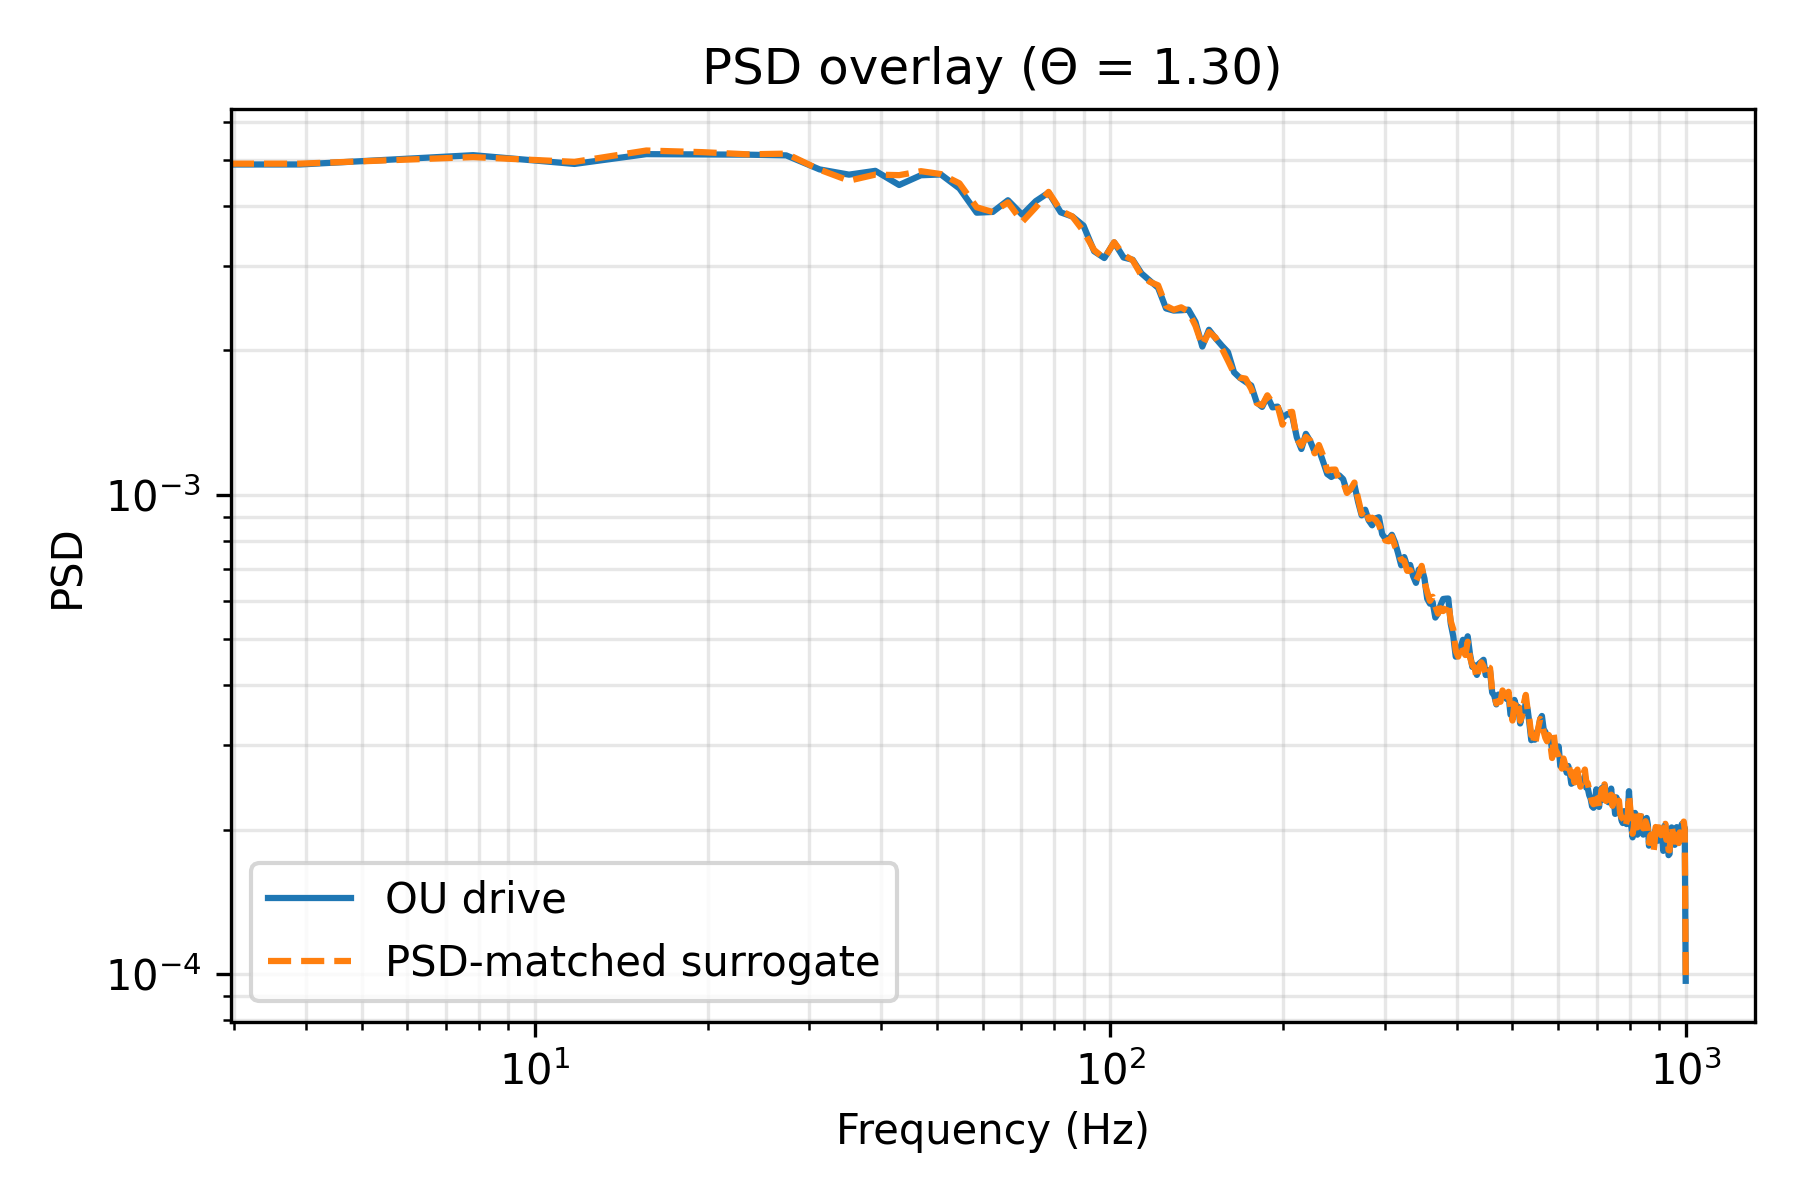 PSD overlay (Θ = 1.30)
PSD
10⁻³
10⁻⁴
OU drive
PSD-matched surrogate
10¹
10²
10³
Frequency (Hz)